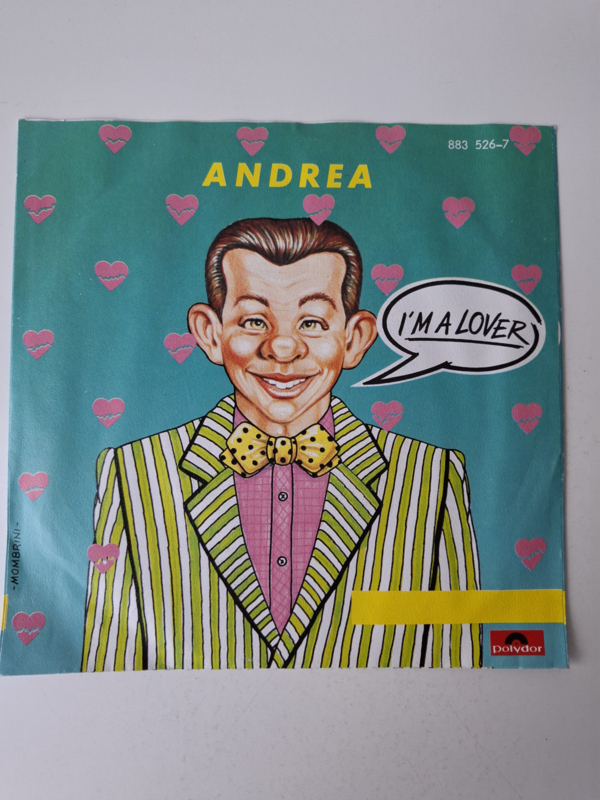 883 526-7
ANDREA
I'M A LOVER
-MOMBRINI-
polydor